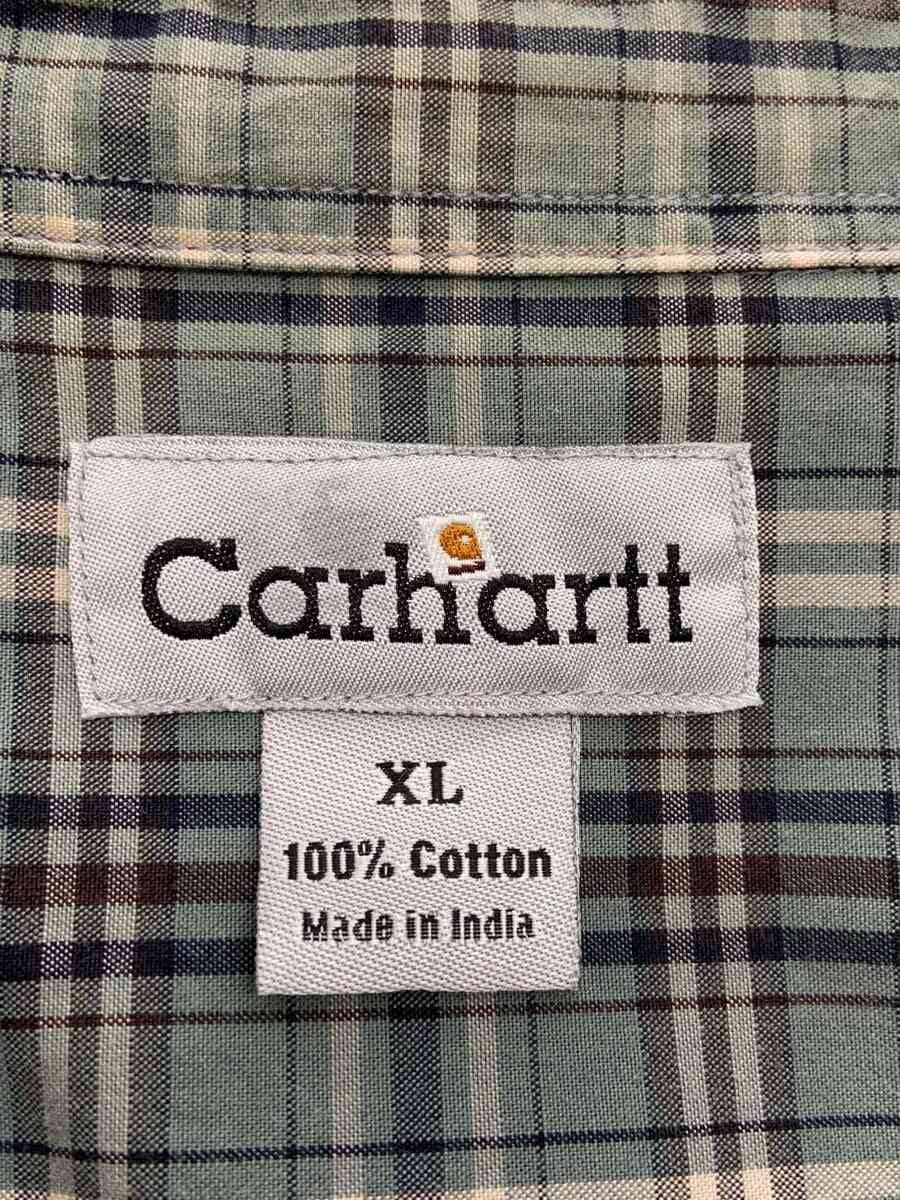 Carhartt
XL
100% Cotton
Made in India